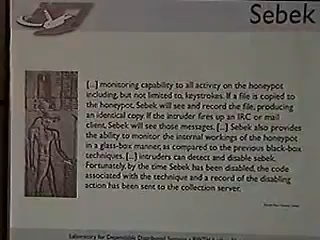 Sebek
[...] monitoring capability to all activity on the honeypot
including, but not limited to, keystrokes. If a file is copied to
the honeypot, Sebek will see and record the file, producing
an identical copy. If the intruder fires up an IRC or mail
client, Sebek will see those messages. [...] Sebek also provides
the ability to monitor the internal workings of the honeypot
in a glass-box manner, as compared to the previous black-box
techniques. [...] intruders can detect and disable sebek.
Fortunately, by the time Sebek has been disabled, the code
associated with the technique and a record of the disabling
action has been sent to the collection server.
Laboratory for Dependable Distributed Systems